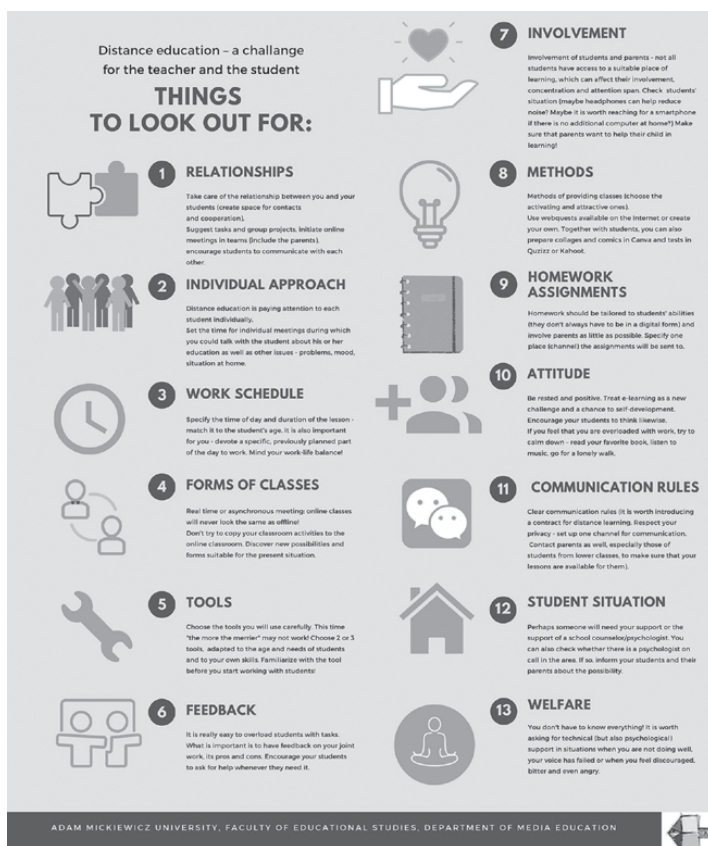 Distance education – a challange
for the teacher and the student
THINGS
TO LOOK OUT FOR:
1 RELATIONSHIPS
Take care of the relationship between you and your
students (create space for contacts
and cooperation).
Suggest tasks and group projects, initiate online
meetings in teams (include the parents),
encourage students to communicate with each
other.
2 INDIVIDUAL APPROACH
Distance education is paying attention to each
student individually.
Set the time for individual meetings during which
you could talk with the student about his or her
education as well as other issues - problems, mood,
situation at home.
3 WORK SCHEDULE
Specify the time of day and duration of the lesson -
match it to the student's age. It is also important
for you - devote a specific, previously planned part
of the day to work. Mind your work-life balance!
4 FORMS OF CLASSES
Real time or asynchronous meeting: online classes
will never look the same as offline!
Don't try to copy your classroom activities to the
online classroom. Discover new possibilities and
forms suitable for the present situation.
5 TOOLS
Choose the tools you will use carefully. This time
"the more the merrier" may not work! Choose 2 or 3
tools, adapted to the age and needs of students
and to your own skills. Familiarize with the tool
before you start working with students!
6 FEEDBACK
It is really easy to overload students with tasks.
What is important is to have feedback on your joint
work, its pros and cons. Encourage your students
to ask for help whenever they need it.
7 INVOLVEMENT
Involvement of students and parents - not all
students have access to a suitable place of
learning, which can affect their involvement,
concentration and attention span. Check students'
situation (maybe headphones can help reduce
noise? Maybe it is worth reaching for a smartphone
if there is no additional computer at home?) Make
sure that parents want to help their child in
learning!
8 METHODS
Methods of providing classes (choose the
activating and attractive ones).
Use webquests available on the Internet or create
your own. Together with students, you can also
prepare collages and comics in Canva and tests in
Quizizz or Kahoot.
9 HOMEWORK
ASSIGNMENTS
Homework should be tailored to students' abilities
(they don't always have to be in a digital form) and
involve parents as little as possible. Specify one
place (channel) the assignments will be sent to.
10 ATTITUDE
Be rested and positive. Treat e-learning as a new
challenge and a chance to self-development.
Encourage your students to think likewise.
If you feel that you are overloaded with work, try to
calm down - read your favorite book, listen to
music, go for a lonely walk.
11 COMMUNICATION RULES
Clear communication rules (it is worth introducing
a contract for distance learning. Respect your
privacy - set up one channel for communication.
Contact parents as well, especially those of
students from lower classes, to make sure that your
lessons are available for them).
12 STUDENT SITUATION
Perhaps someone will need your support or the
support of a school counselor/psychologist. You
can also check whether there is a psychologist on
call in the area. If so, inform your students and their
parents about the possibility.
13 WELFARE
You don't have to know everything! It is worth
asking for technical (but also psychological)
support in situations when you are not doing well,
your voice has failed or when you feel discouraged,
bitter and even angry.
ADAM MICKIEWICZ UNIVERSITY, FACULTY OF EDUCATIONAL STUDIES, DEPARTMENT OF MEDIA EDUCATION